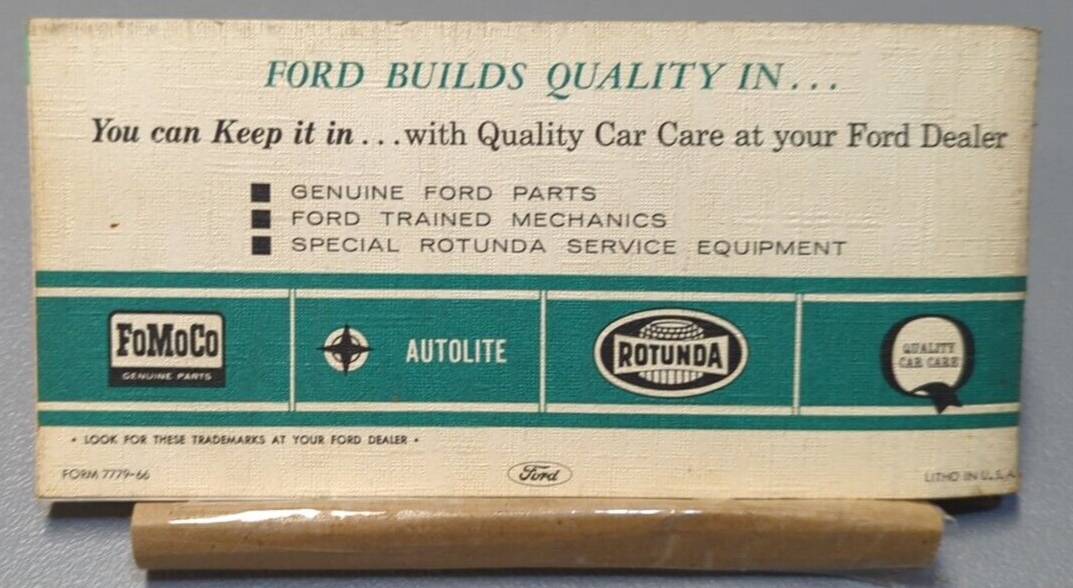 FORD BUILDS QUALITY IN...
You can Keep it in...with Quality Car Care at your Ford Dealer
■ GENUINE FORD PARTS
■ FORD TRAINED MECHANICS
■ SPECIAL ROTUNDA SERVICE EQUIPMENT
FoMoCo
GENUINE PARTS
AUTOLITE
ROTUNDA
QUALITY
CAR CARE
• LOOK FOR THESE TRADEMARKS AT YOUR FORD DEALER •
FORM 7779-66
Ford
LITHO IN U.S.A.